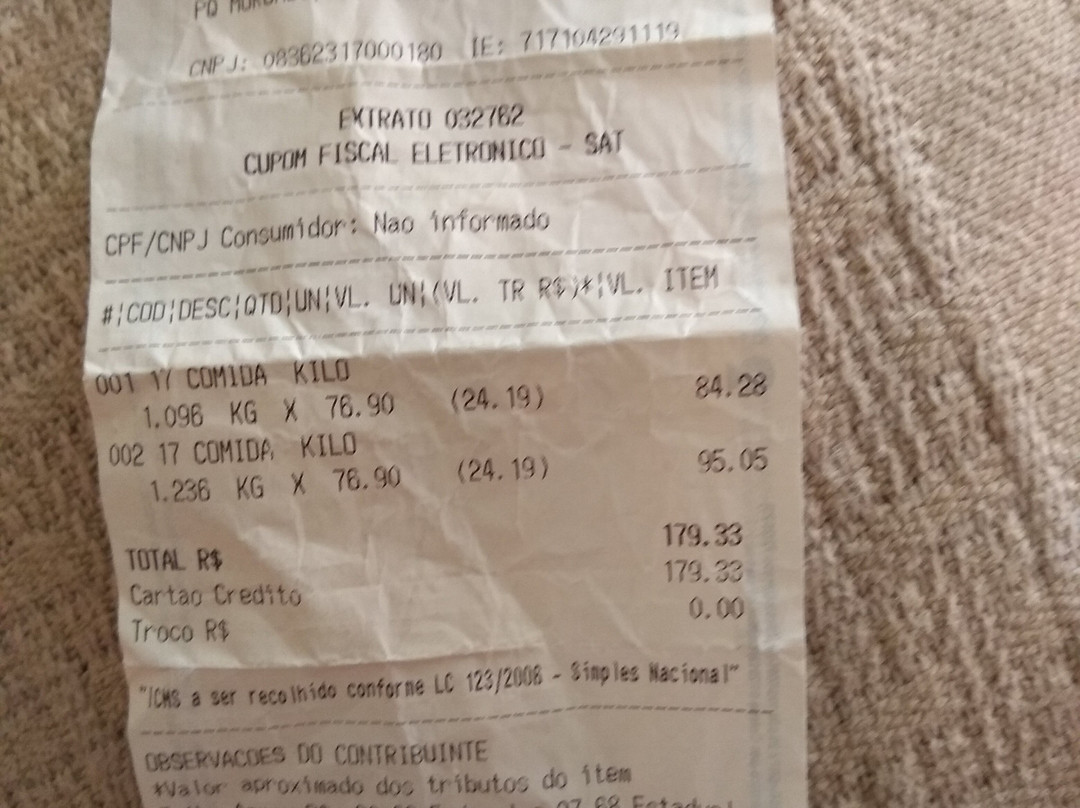 PQ
CNPJ: 08362317000180 IE: 717104291119
EXTRATO 032762
CUPOM FISCAL ELETRONICO - SAT
CPF/CNPJ Consumidor: Nao informado
#|COD|DESC|QTD|UN|VL. UN|(VL. TR R$)*|VL. ITEM
001 17 COMIDA KILO
1.096 KG X 76.90 (24.19) 84.28
002 17 COMIDA KILO
1.236 KG X 76.90 (24.19) 95.05
TOTAL R$ 179.33
Cartao Credito 179.33
Troco R$ 0.00
"ICMS a ser recolhido conforme LC 123/2006 - Simples Nacional"
OBSERVACOES DO CONTRIBUINTE
*Valor aproximado dos tributos do item